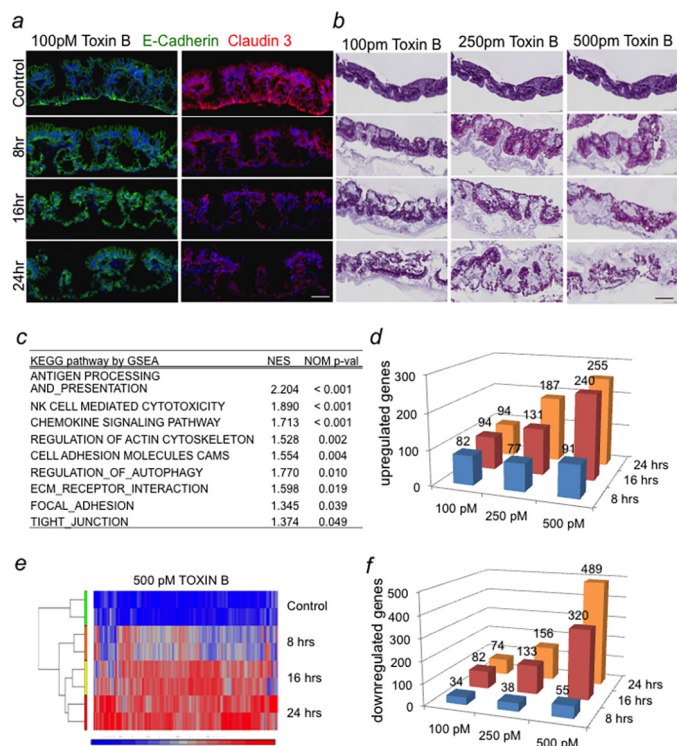 a
100pM Toxin B E-Cadherin Claudin 3
Control
8hr
16hr
24hr
b
100pm Toxin B 250pm Toxin B 500pm Toxin B
c
KEGG pathway by GSEA NES NOM p-val
ANTIGEN PROCESSING
AND_PRESENTATION 2.204 < 0.001
NK CELL MEDIATED CYTOTOXICITY 1.890 < 0.001
CHEMOKINE SIGNALING PATHWAY 1.713 < 0.001
REGULATION OF ACTIN CYTOSKELETON 1.528 0.002
CELL ADHESION MOLECULES CAMS 1.554 0.004
REGULATION_OF_AUTOPHAGY 1.770 0.010
ECM_RECEPTOR_INTERACTION 1.598 0.019
FOCAL_ADHESION 1.345 0.039
TIGHT_JUNCTION 1.374 0.049
d
upregulated genes
300
200
100
0
94 187 255
94 131 240
82 77 91
100 pM 250 pM 500 pM
24 hrs
16 hrs
8 hrs
e
500 pM TOXIN B
Control
8 hrs
16 hrs
24 hrs
f
downregulated genes
500
400
300
200
100
0
74 156 489
82 133 320
34 38 55
100 pM 250 pM 500 pM
24 hrs
16 hrs
8 hrs